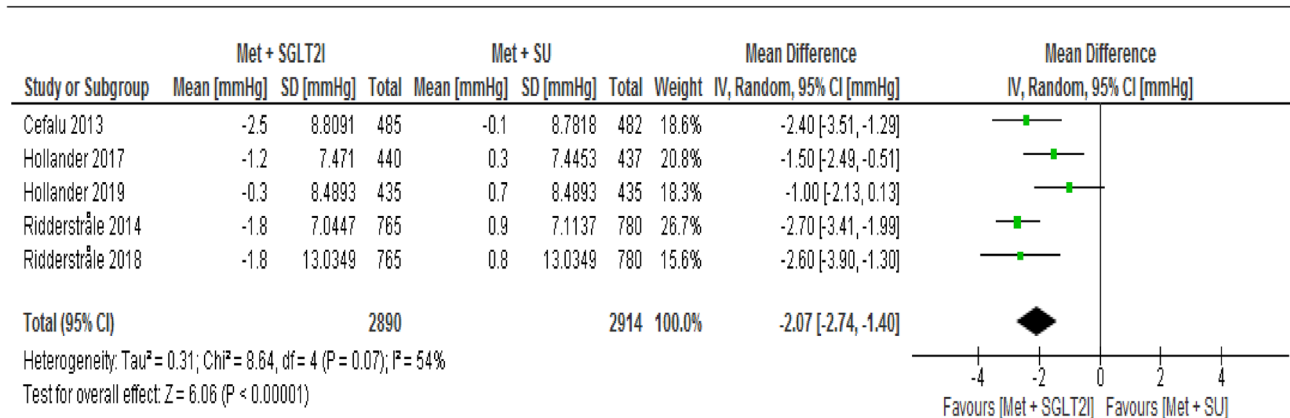 Met + SGLT2I Met + SU Mean Difference Mean Difference
Study or Subgroup Mean [mmHg] SD [mmHg] Total Mean [mmHg] SD [mmHg] Total Weight IV, Random, 95% CI [mmHg] IV, Random, 95% CI [mmHg]
Cefalu 2013 -2.5 8.8091 485 -0.1 8.7818 482 18.6% -2.40 [-3.51, -1.29]
Hollander 2017 -1.2 7.471 440 0.3 7.4453 437 20.8% -1.50 [-2.49, -0.51]
Hollander 2019 -0.3 8.4893 435 0.7 8.4893 435 18.3% -1.00 [-2.13, 0.13]
Ridderstråle 2014 -1.8 7.0447 765 0.9 7.1137 780 26.7% -2.70 [-3.41, -1.99]
Ridderstråle 2018 -1.8 13.0349 765 0.8 13.0349 780 15.6% -2.60 [-3.90, -1.30]
Total (95% CI) 2890 2914 100.0% -2.07 [-2.74, -1.40]
Heterogeneity: Tau² = 0.31; Chi² = 8.64, df = 4 (P = 0.07); I² = 54%
Test for overall effect: Z = 6.06 (P < 0.00001)
-4 -2 0 2 4
Favours [Met + SGLT2I] Favours [Met + SU]